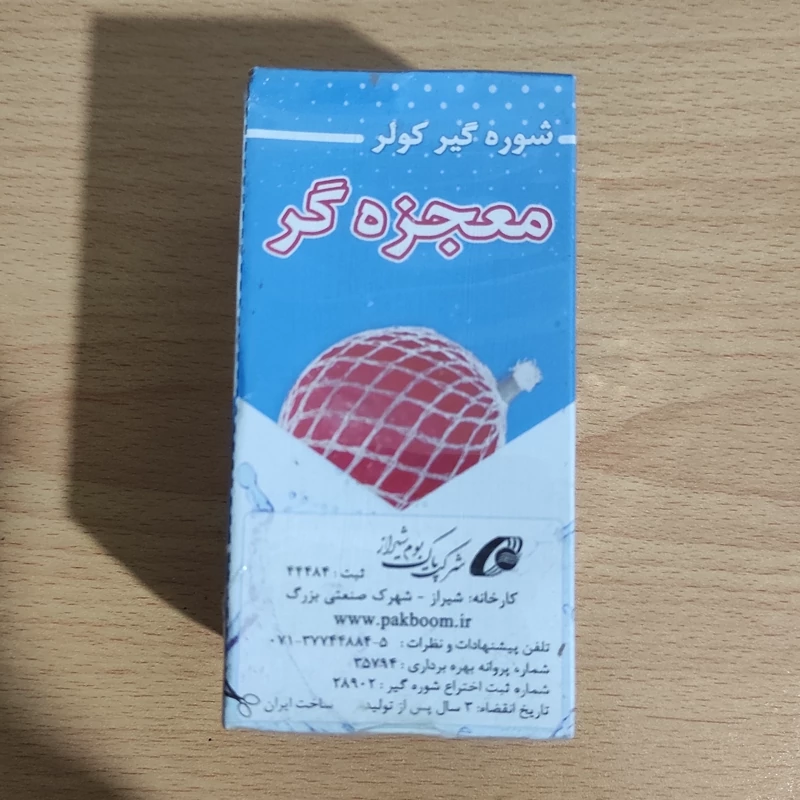 شوره گیر کولر
معجزه گر
شرکت پاک بوم شیراز
ثبت: ۴۴۴۸۴
کارخانه: شیراز - شهرک صنعتی بزرگ
www.pakboom.ir
تلفن پیشنهادات و نظرات: ۵-۳۷۷۴۴۸۸۴-۰۷۱
شماره پروانه بهره برداری: ۳۵۷۹۴
شماره ثبت اختراع شوره گیر: ۲۸۹۰۲
تاریخ انقضاء: ۳ سال پس از تولید ساخت ایران